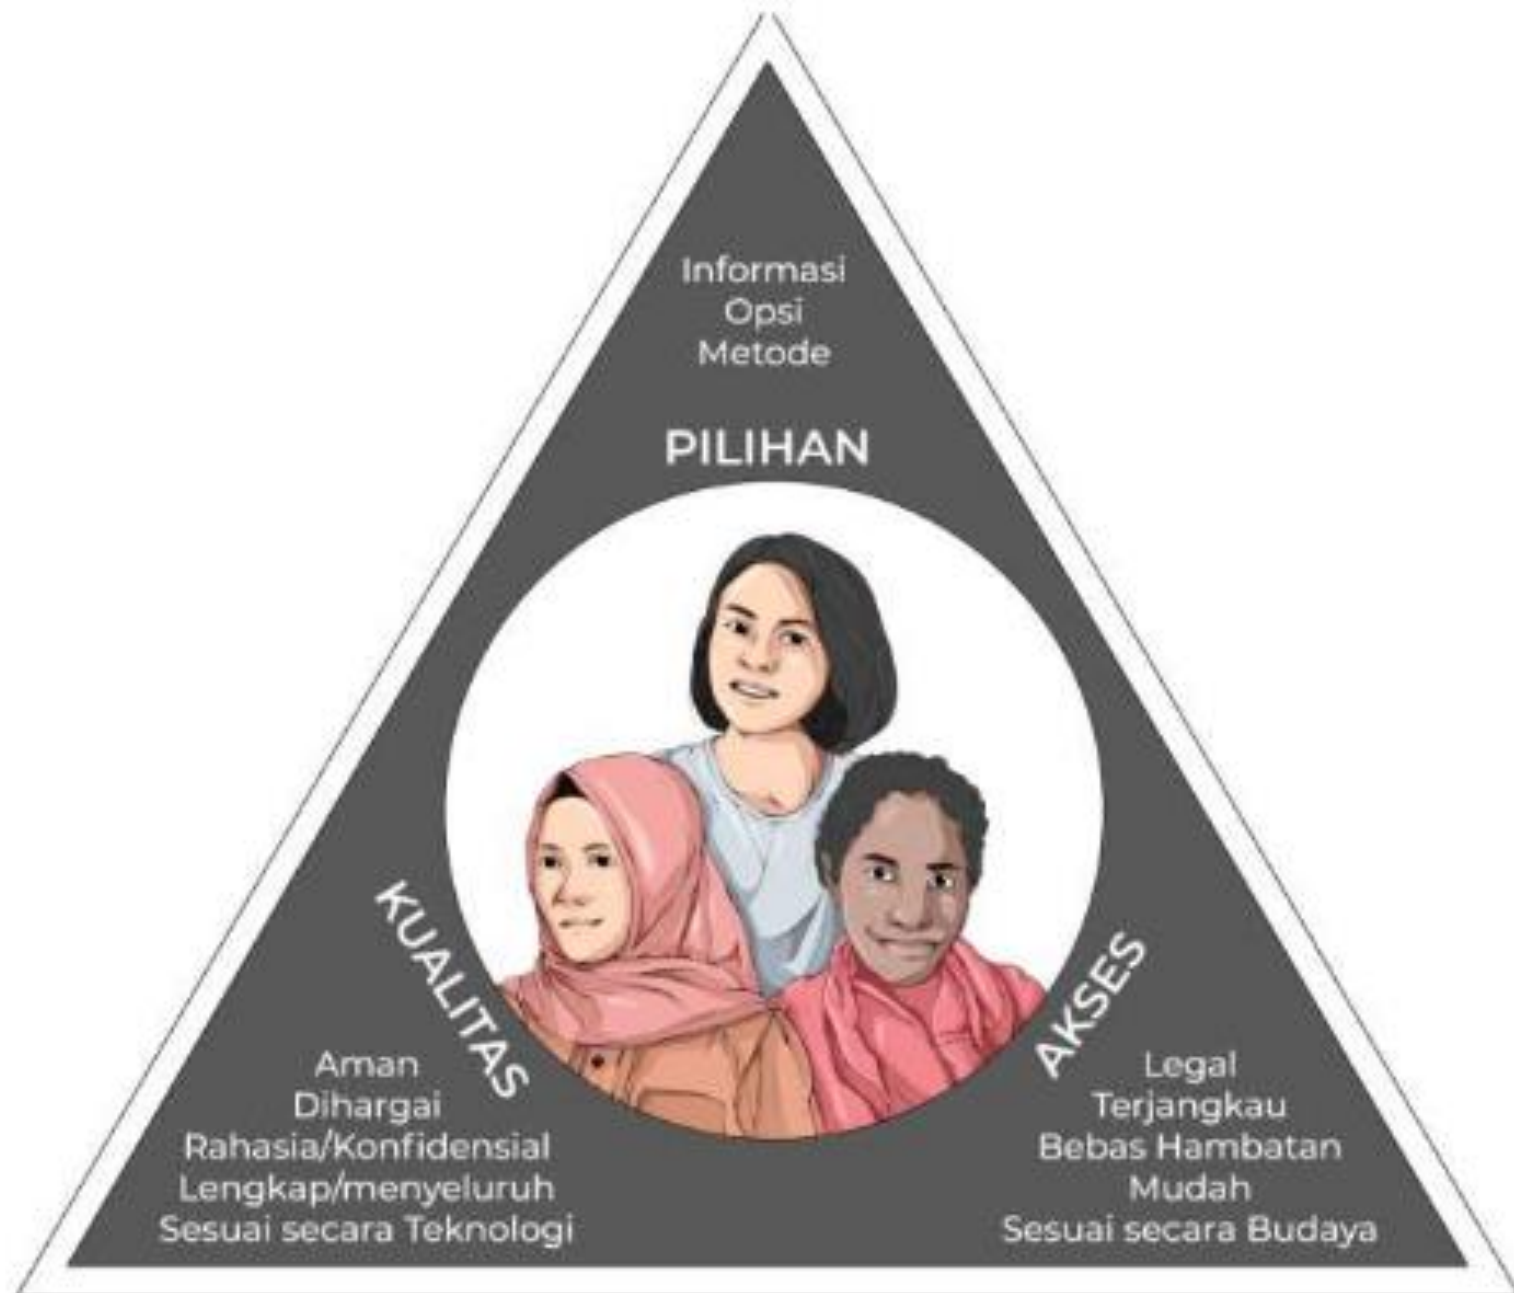 Informasi
Opsi
Metode
PILIHAN
KUALITAS
AKSES
Aman
Dihargai
Rahasia/Konfidensial
Lengkap/menyeluruh
Sesuai secara Teknologi
Legal
Terjangkau
Bebas Hambatan
Mudah
Sesuai secara Budaya